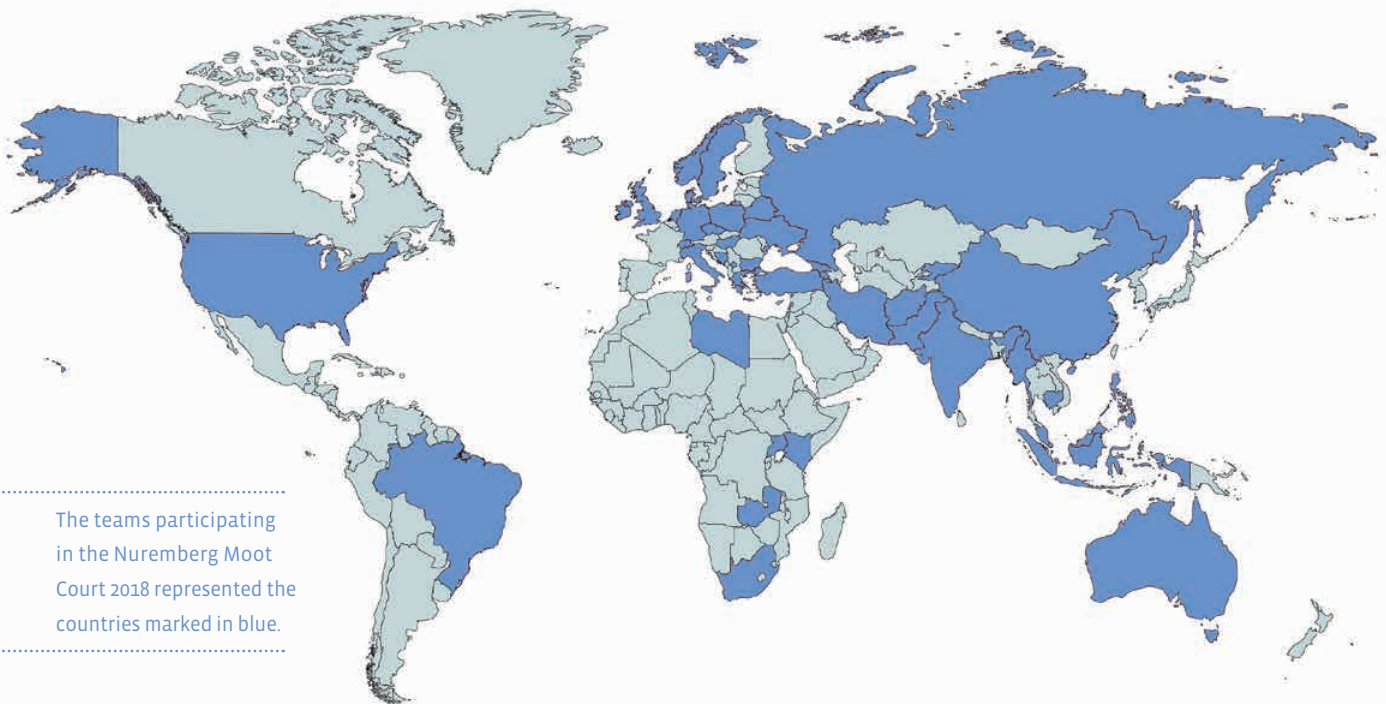 The teams participating
in the Nuremberg Moot
Court 2018 represented the
countries marked in blue.